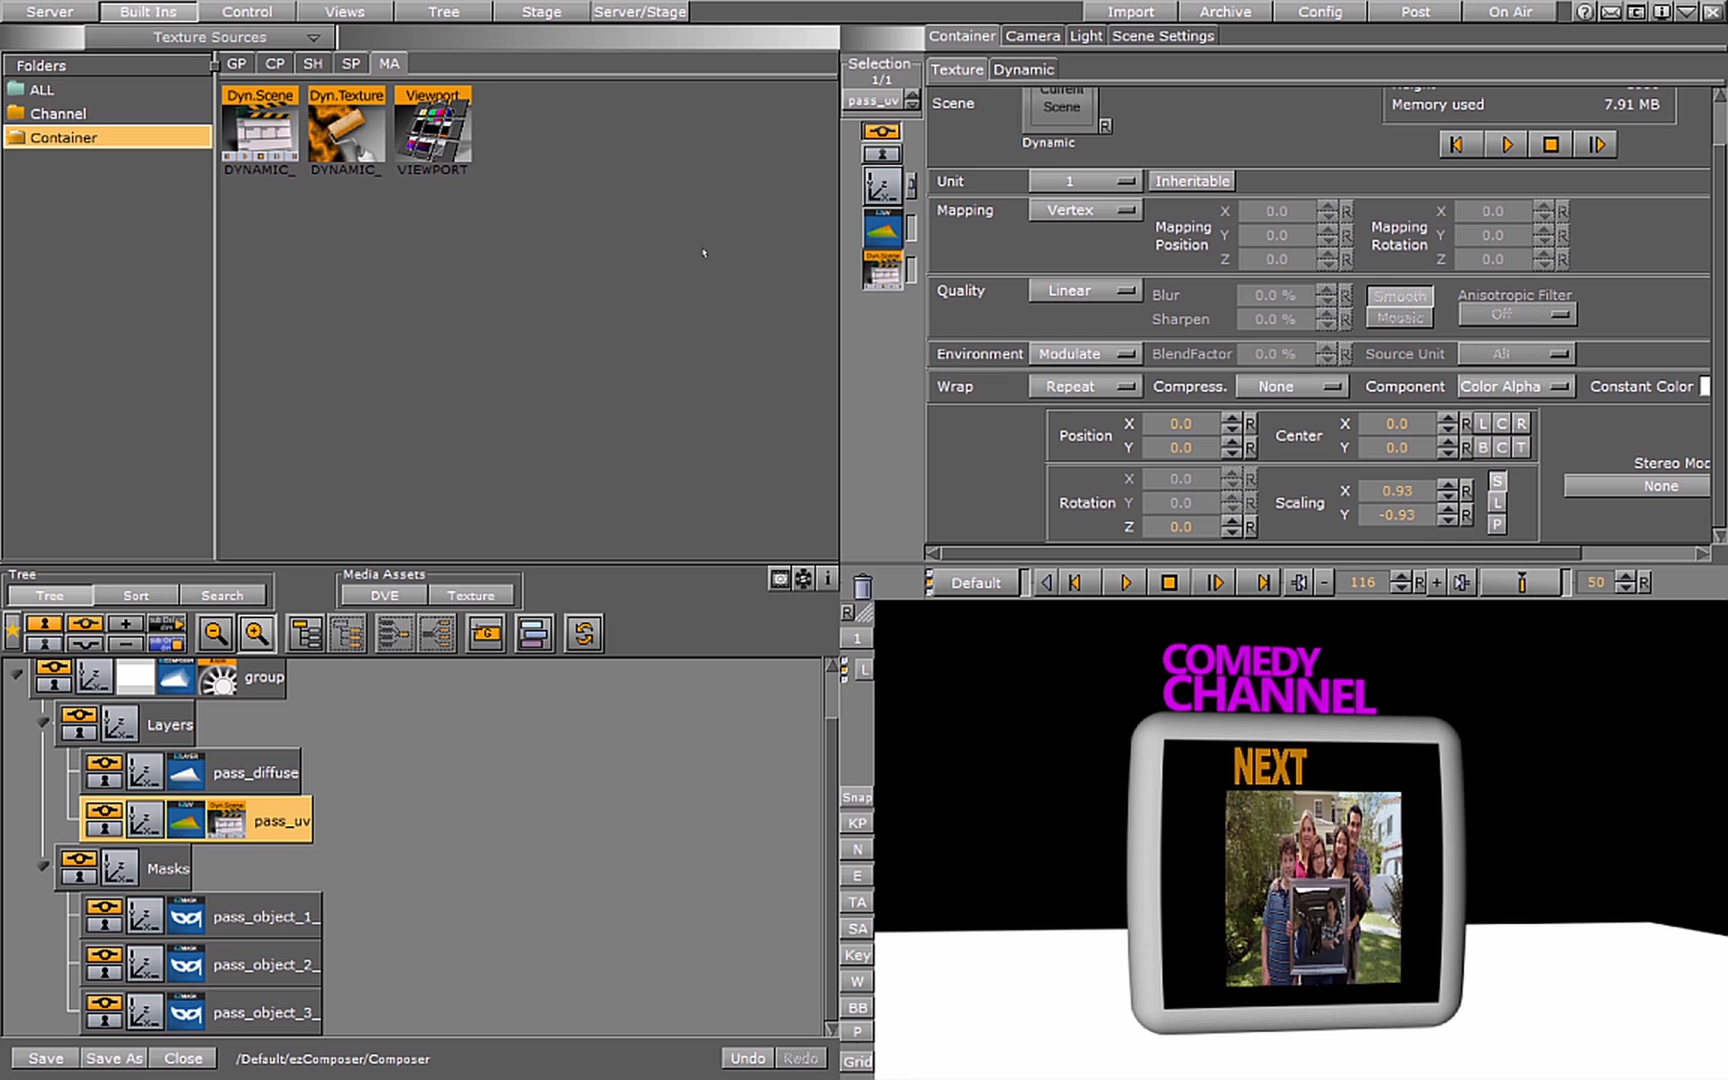 Server Built Ins Control Views Tree Stage Server/Stage Import Archive Config Post On Air
Texture Sources
Folders
ALL
Channel
Container
GP CP SH SP MA
Dyn.Scene Dyn.Texture Viewport
DYNAMIC_ DYNAMIC_ VIEWPORT
Selection
1/1
pass_uv
Container Camera Light Scene Settings
Texture Dynamic
Scene
Current
Scene
R
Dynamic
Memory used 7.91 MB
Unit 1 Inheritable
Mapping Vertex
Mapping
Position
X 0.0 R
Y 0.0 R
Z 0.0 R
Mapping
Rotation
X 0.0 R
Y 0.0 R
Z 0.0 R
Quality Linear
Blur 0.0 % R
Sharpen 0.0 % R
Smooth
Mosaic
Anisotropic Filter
Off
Environment Modulate BlendFactor 0.0 % R Source Unit All
Wrap Repeat Compress. None Component Color Alpha Constant Color
Position
X 0.0 R
Y 0.0 R
Center
X 0.0 R L C R
Y 0.0 R B C T
Rotation
X 0.0 R
Y 0.0 R
Z 0.0 R
Scaling
X 0.93 R
Y -0.93 R
S
L
P
Stereo Moc
None
Tree
Tree Sort Search
Media Assets
DVE Texture
Default 116 R 50 R
group
Layers
pass_diffuse
Dyn.Scene
pass_uv
Masks
pass_object_1_
pass_object_2_
pass_object_3_
R
1
L
Snap
KP
N
E
TA
SA
Key
W
BB
P
Grid
COMEDY
CHANNEL
NEXT
Save Save As Close /Default/ezComposer/Composer Undo Redo